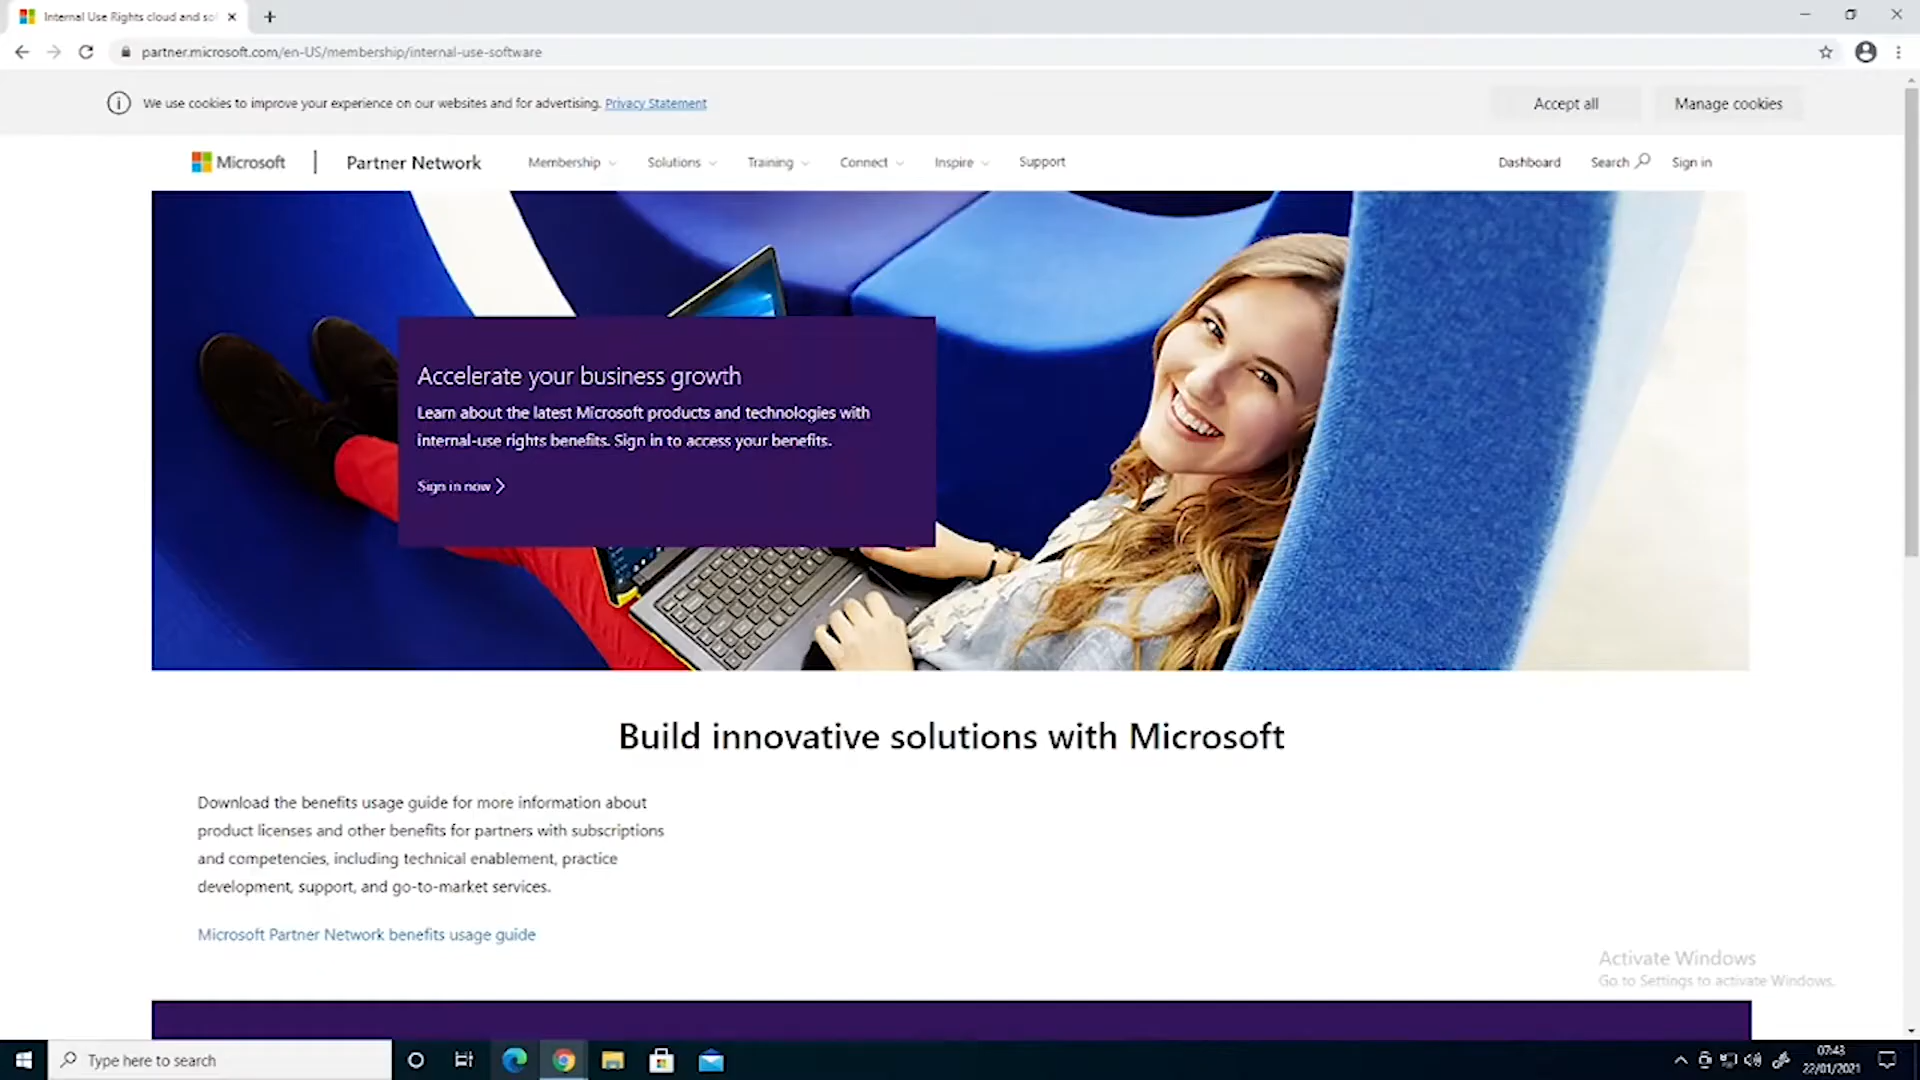 Internal Use Rights cloud and sol
partner.microsoft.com/en-US/membership/internal-use-software
We use cookies to improve your experience on our websites and for advertising. Privacy Statement
Accept all
Manage cookies
Microsoft
Partner Network
Membership
Solutions
Training
Connect
Inspire
Support
Dashboard
Search
Sign in
Accelerate your business growth
Learn about the latest Microsoft products and technologies with
internal-use rights benefits. Sign in to access your benefits.
Sign in now
Build innovative solutions with Microsoft
Download the benefits usage guide for more information about
product licenses and other benefits for partners with subscriptions
and competencies, including technical enablement, practice
development, support, and go-to-market services.
Microsoft Partner Network benefits usage guide
Activate Windows
Go to Settings to activate Windows.
Type here to search
07:43
22/01/2021